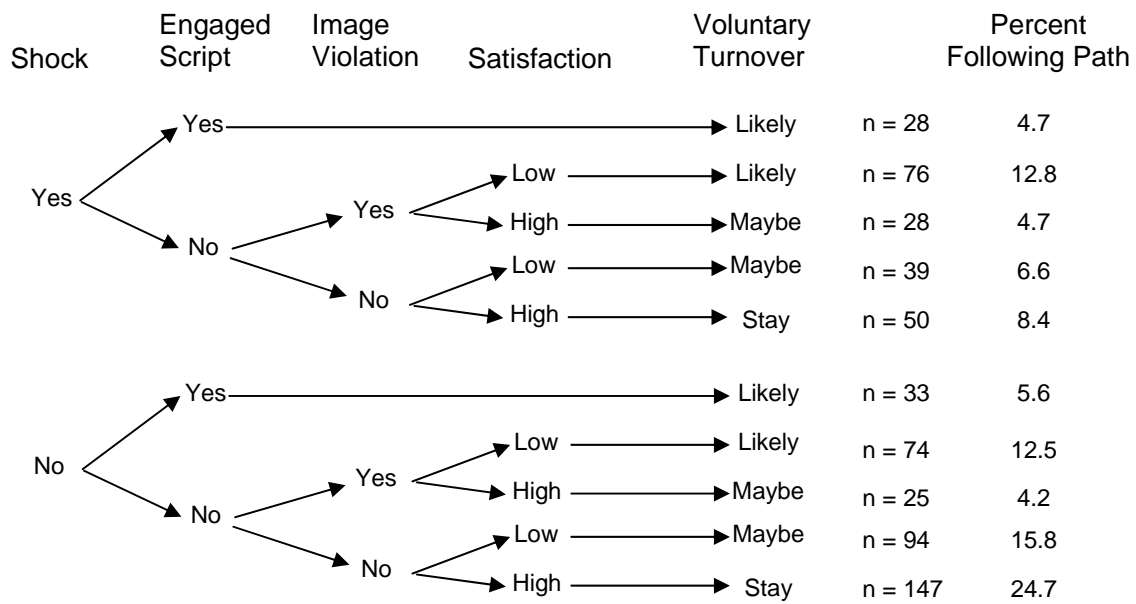 Shock Engaged Script Image Violation Satisfaction Voluntary Turnover Percent Following Path
Yes Likely n = 28 4.7
Low Likely n = 76 12.8
Yes
Yes
High Maybe n = 28 4.7
No
Low Maybe n = 39 6.6
No
High Stay n = 50 8.4
Yes Likely n = 33 5.6
Low Likely n = 74 12.5
No
Yes
High Maybe n = 25 4.2
No
Low Maybe n = 94 15.8
No
High Stay n = 147 24.7